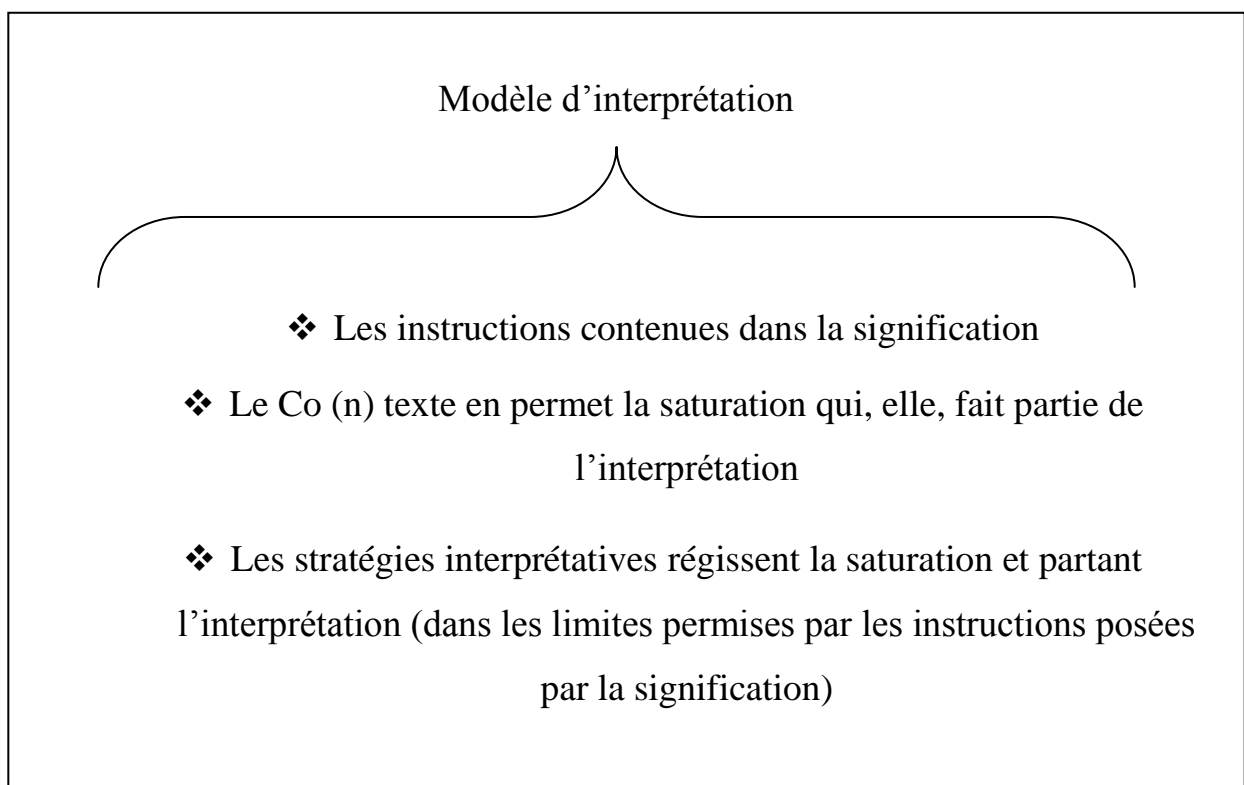 Modèle d’interprétation
❖ Les instructions contenues dans la signification
❖ Le Co (n) texte en permet la saturation qui, elle, fait partie de
l’interprétation
❖ Les stratégies interprétatives régissent la saturation et partant
l’interprétation (dans les limites permises par les instructions posées
par la signification)